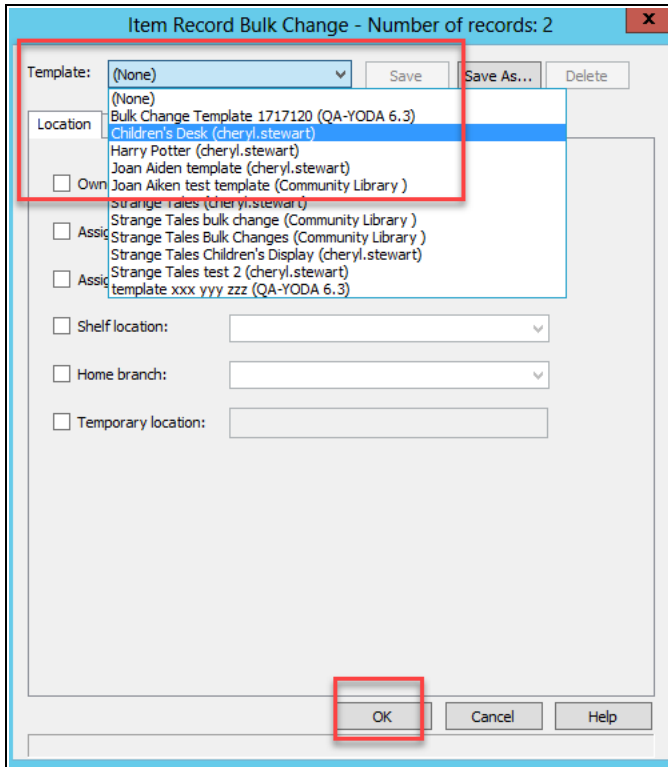 Item Record Bulk Change - Number of records: 2
x
Template: (None) Save Save As... Delete
(None)
Bulk Change Template 1717120 (QA-YODA 6.3)
Location
Children's Desk (cheryl.stewart)
Harry Potter (cheryl.stewart)
Joan Aiden template (cheryl.stewart)
Own Joan Aiken test template (Community Library )
Strange Tales (cheryl.stewart)
Assig Strange Tales bulk change (Community Library )
Strange Tales Bulk Changes (Community Library )
Strange Tales Children's Display (cheryl.stewart)
Assig Strange Tales test 2 (cheryl.stewart)
template xxx yyy zzz (QA-YODA 6.3)
Shelf location:
Home branch:
Temporary location:
OK Cancel Help